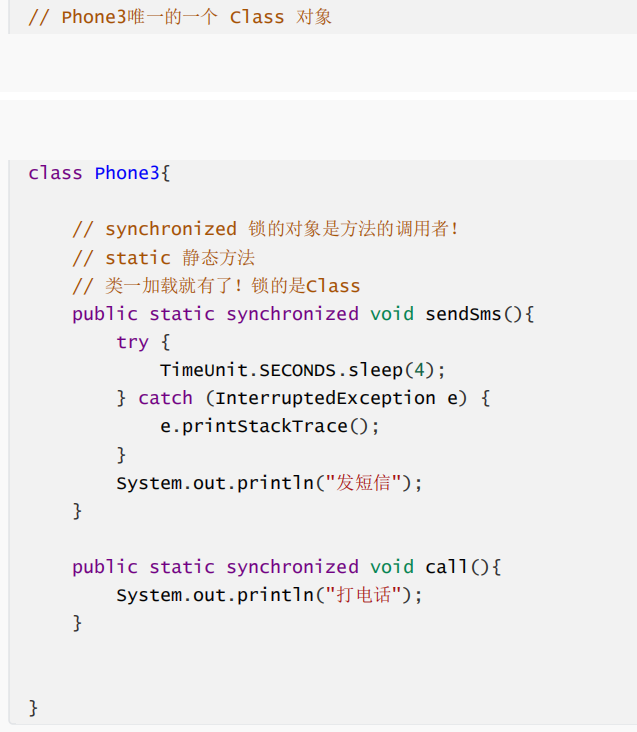 // Phone3唯一的一个 Class 对象
class Phone3{
// synchronized 锁的对象是方法的调用者！
// static 静态方法
// 类一加载就有了！锁的是Class
public static synchronized void sendSms(){
try {
TimeUnit.SECONDS.sleep(4);
} catch (InterruptedException e) {
e.printStackTrace();
}
System.out.println("发短信");
}
public static synchronized void call(){
System.out.println("打电话");
}
}